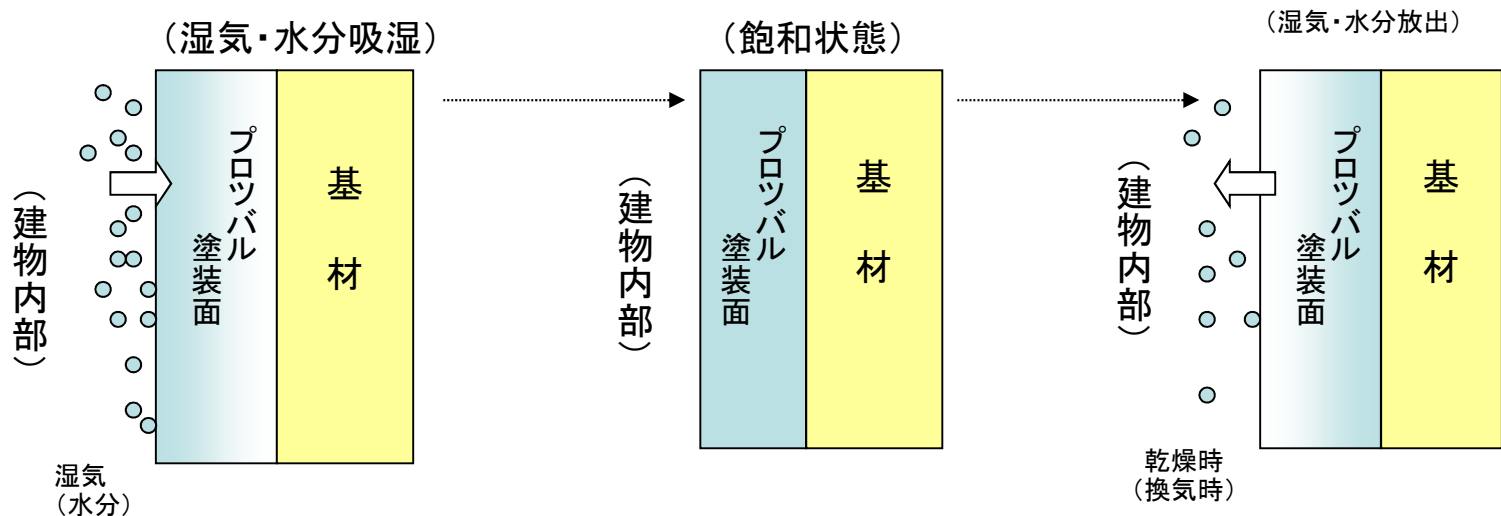 （湿気・水分吸湿）
（建物内部）
プロツバル
塗装面
基材
湿気
（水分）
（飽和状態）
（建物内部）
プロツバル
塗装面
基材
（湿気・水分放出）
（建物内部）
プロツバル
塗装面
基材
乾燥時
（換気時）